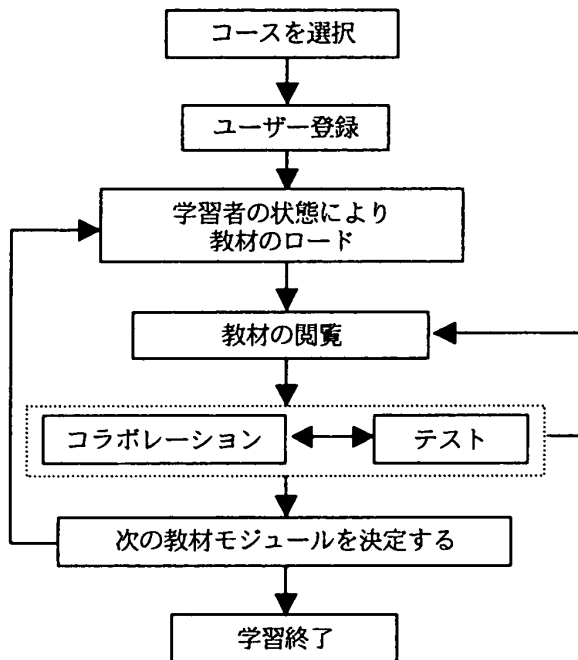 コースを選択
ユーザー登録
学習者の状態により
教材のロード
教材の閲覧
コラボレーション
テスト
次の教材モジュールを決定する
学習終了